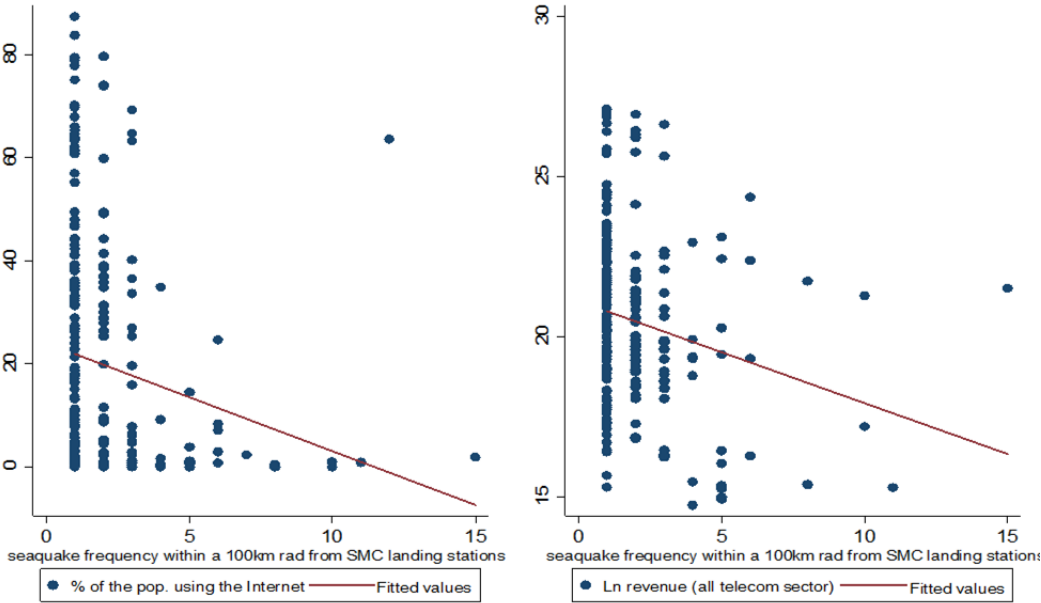 80
60
40
20
0
0 5 10 15
seaquake frequency within a 100km rad from SMC landing stations
% of the pop. using the Internet Fitted values
30
25
20
15
0 5 10 15
seaquake frequency within a 100km rad from SMC landing stations
Ln revenue (all telecom sector) Fitted values